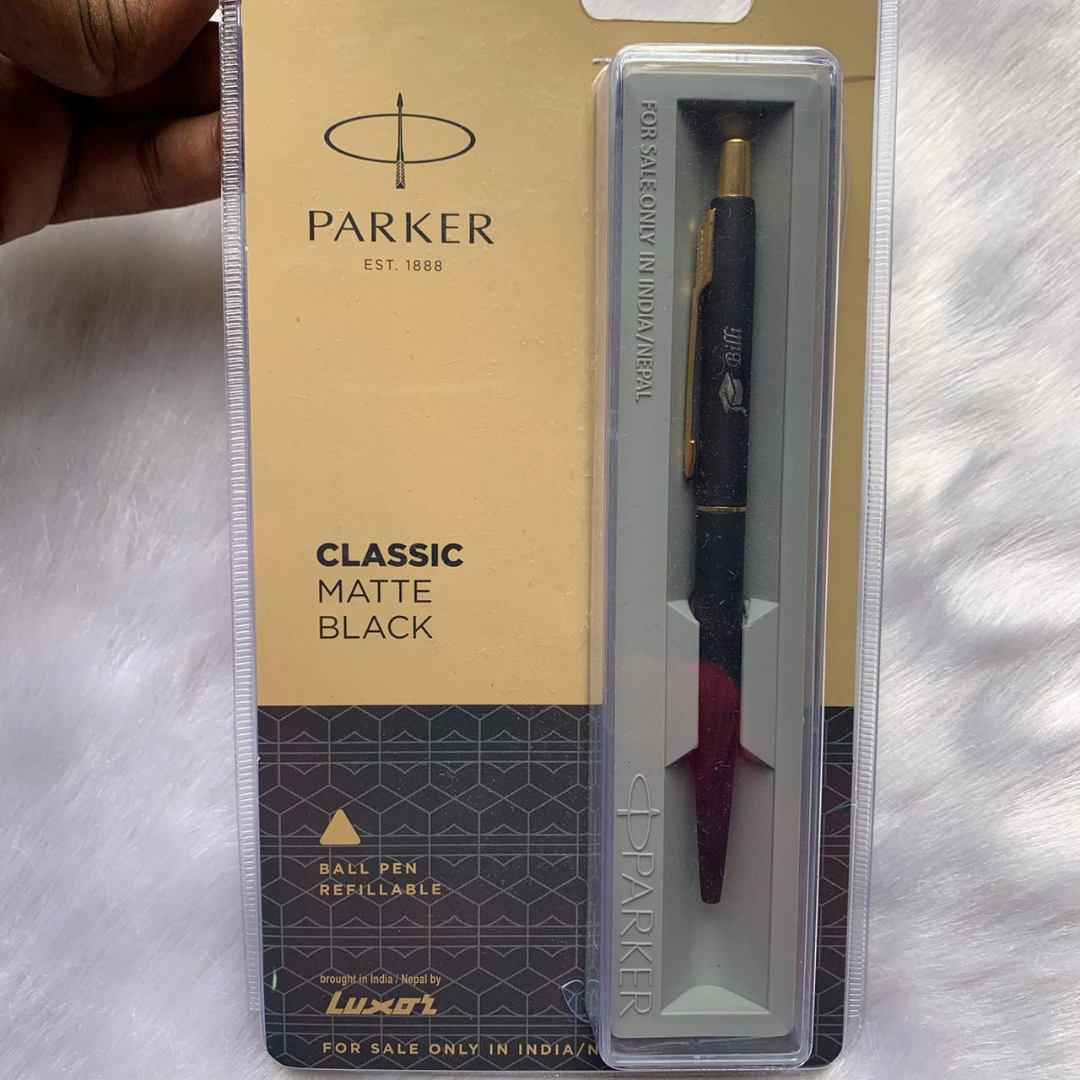 PARKER
EST. 1888
CLASSIC
MATTE
BLACK
BALL PEN
REFILLABLE
brought in India / Nepal by
Luxor
FOR SALE ONLY IN INDIA/N
FOR SALE ONLY IN INDIA/NEPAL
Billi
PARKER